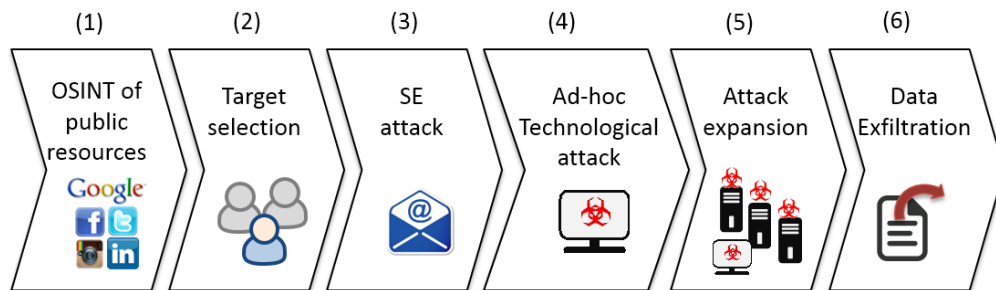 (1)
(2)
(3)
(4)
(5)
(6)
OSINT of
public
resources
Google
f
in
Target
selection
SE
attack
@
Ad-hoc
Technological
attack
Attack
expansion
Data
Exfiltration